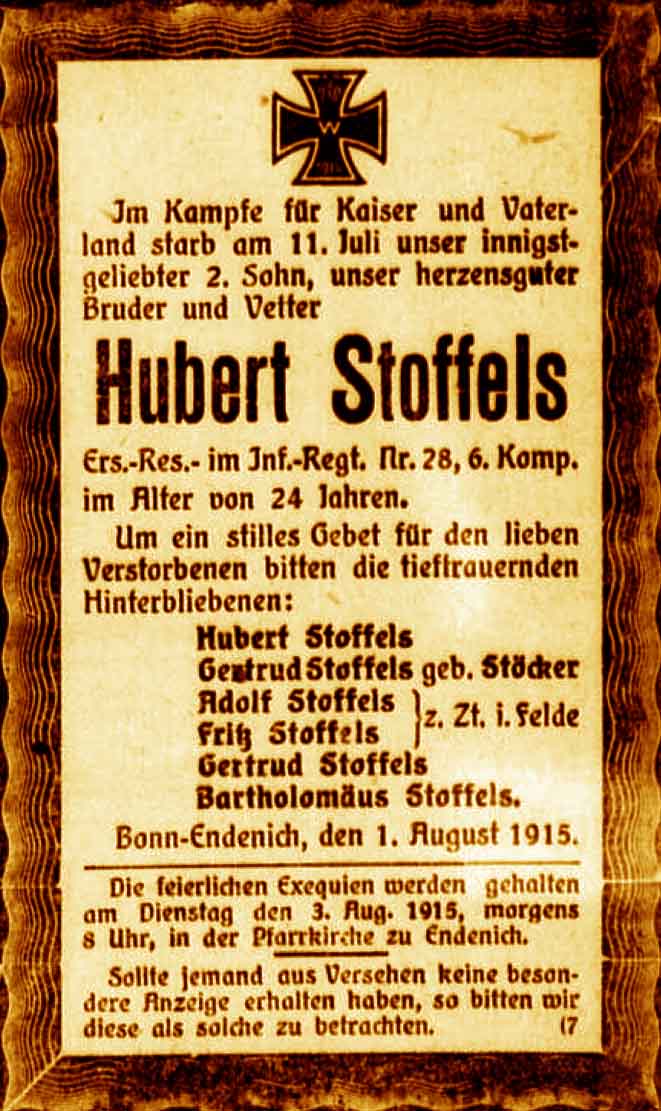 W
Im Kampfe für Kaiser und Vater-
land starb am 11. Juli unser innigst-
geliebter 2. Sohn, unser herzensguter
Bruder und Vetter
Hubert Stoffels
Ers.-Res.- im Inf.-Regt. Nr. 28, 6. Komp.
im Alter von 24 Jahren.
Um ein stilles Gebet für den lieben
Verstorbenen bitten die tieftrauernden
Hinterbliebenen:
Hubert Stoffels
Gertrud Stoffels geb. Stöcker
Adolf Stoffels
Fritz Stoffels } z. Zt. i. Felde
Gertrud Stoffels
Bartholomäus Stoffels.
Bonn-Endenich, den 1. August 1915.
Die feierlichen Exequien werden gehalten
am Dienstag den 3. Aug. 1915, morgens
8 Uhr, in der Pfarrkirche zu Endenich.
Sollte jemand aus Versehen keine beson-
dere Anzeige erhalten haben, so bitten wir
diese als solche zu betrachten. (7